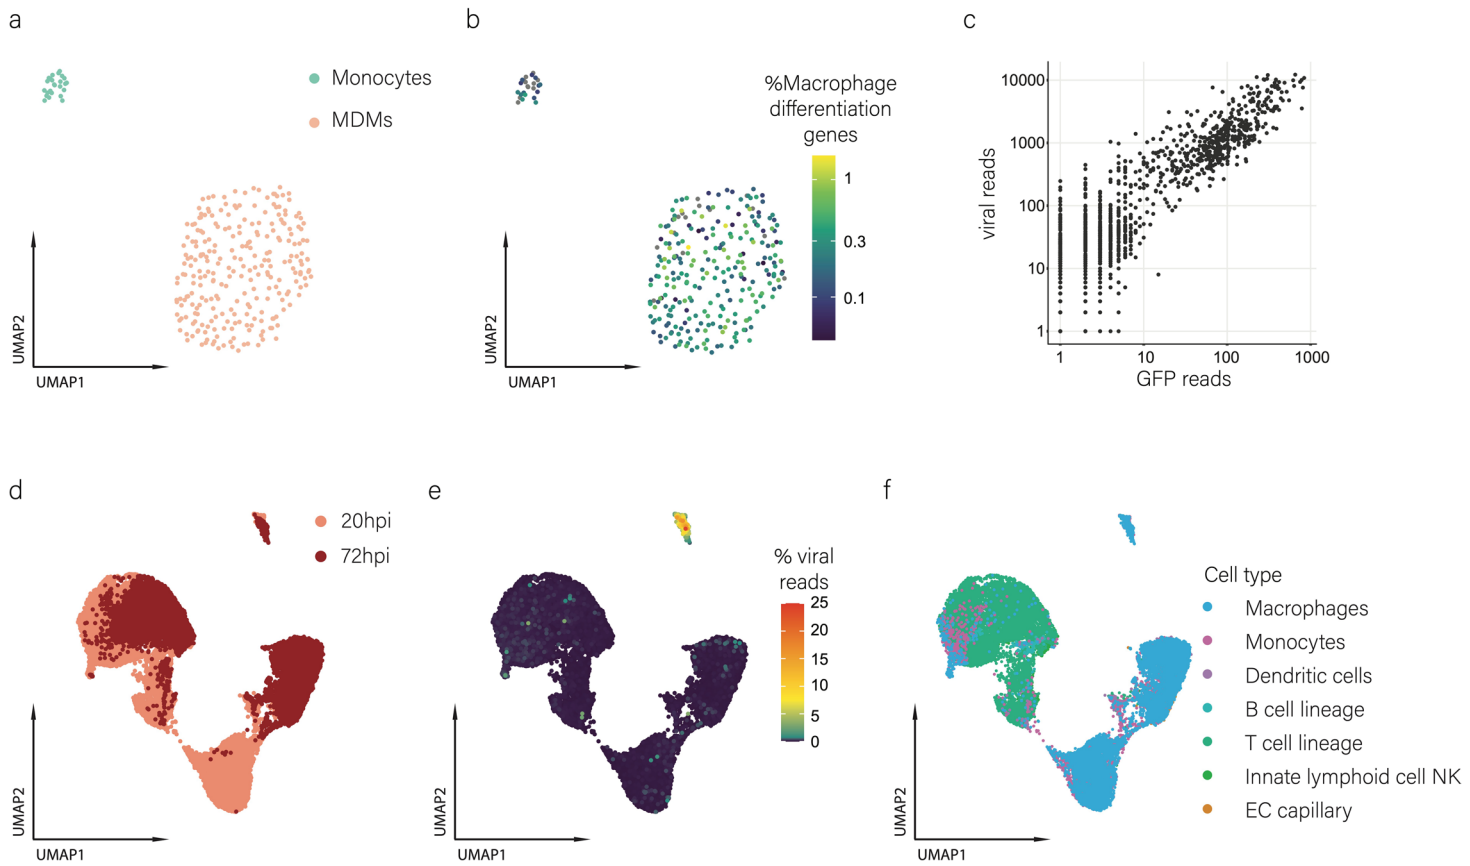 a
Monocytes
MDMs
UMAP2
UMAP1
b
%Macrophage
differentiation
genes
1
0.3
0.1
UMAP2
UMAP1
c
viral reads
10000
1000
100
10
1
1
10
100
1000
GFP reads
d
20hpi
72hpi
UMAP2
UMAP1
e
% viral
reads
25
20
15
10
5
0
UMAP2
UMAP1
f
Cell type
Macrophages
Monocytes
Dendritic cells
B cell lineage
T cell lineage
Innate lymphoid cell NK
EC capillary
UMAP2
UMAP1